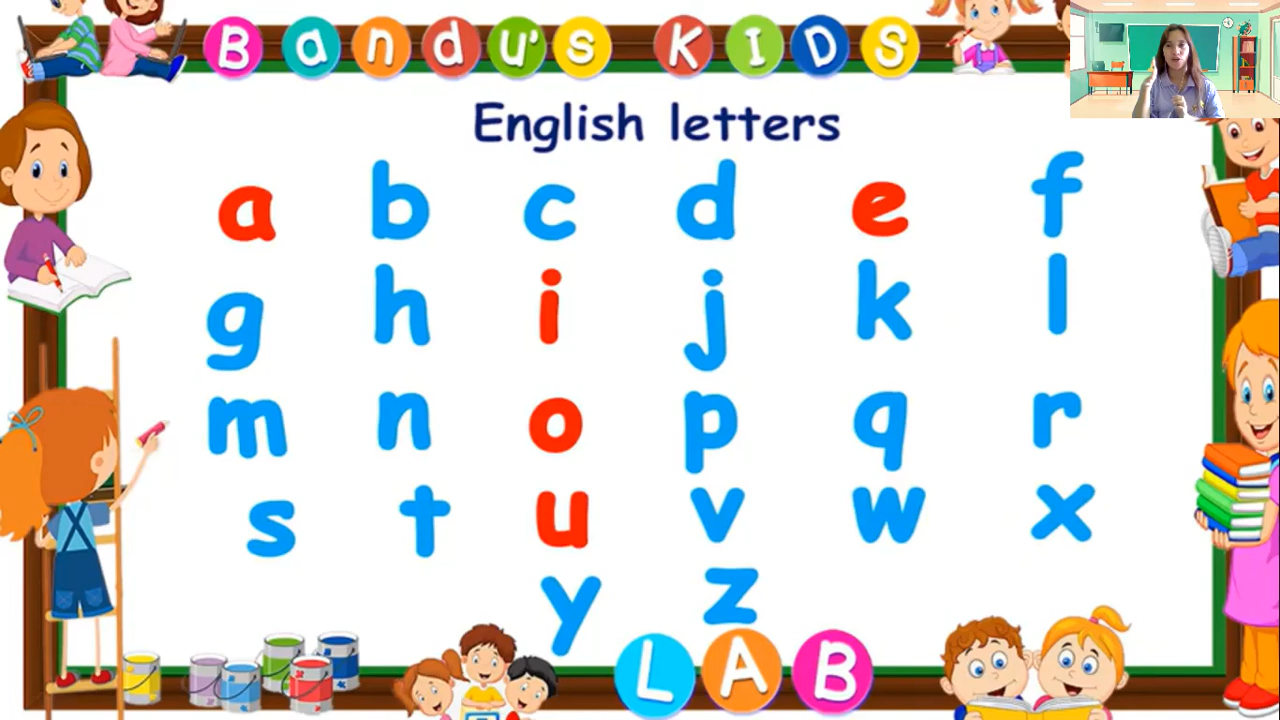 Bandu's KIDS
English letters
a b c d e f
g h i j k l
m n o p q r
s t u v w x
y z
LAB